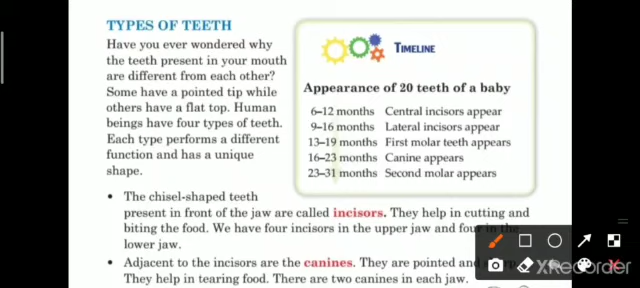 TYPES OF TEETH
Have you ever wondered why
the teeth present in your mouth
are different from each other?
Some have a pointed tip while
others have a flat top. Human
beings have four types of teeth.
Each type performs a different
function and has a unique
shape.
TIMELINE
Appearance of 20 teeth of a baby
6–12 months Central incisors appear
9–16 months Lateral incisors appear
13–19 months First molar teeth appears
16–23 months Canine appears
23–31 months Second molar appears
• The chisel-shaped teeth
present in front of the jaw are called incisors. They help in cutting and
biting the food. We have four incisors in the upper jaw and four in the
lower jaw.
• Adjacent to the incisors are the canines. They are pointed and
They help in tearing food. There are two canines in each jaw.
XRecorder